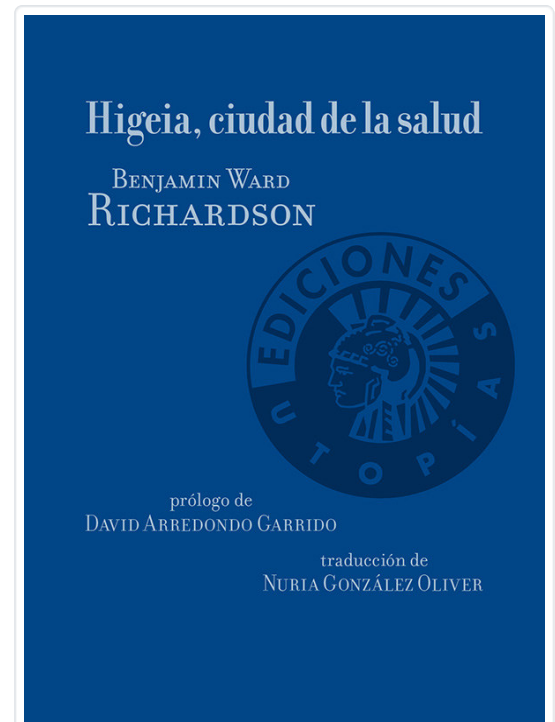 Higeia, ciudad de la salud
BENJAMIN WARD
RICHARDSON
EDICIONES
UTOPÍAS
prólogo de
DAVID ARREDONDO GARRIDO
traducción de
NURIA GONZÁLEZ OLIVER